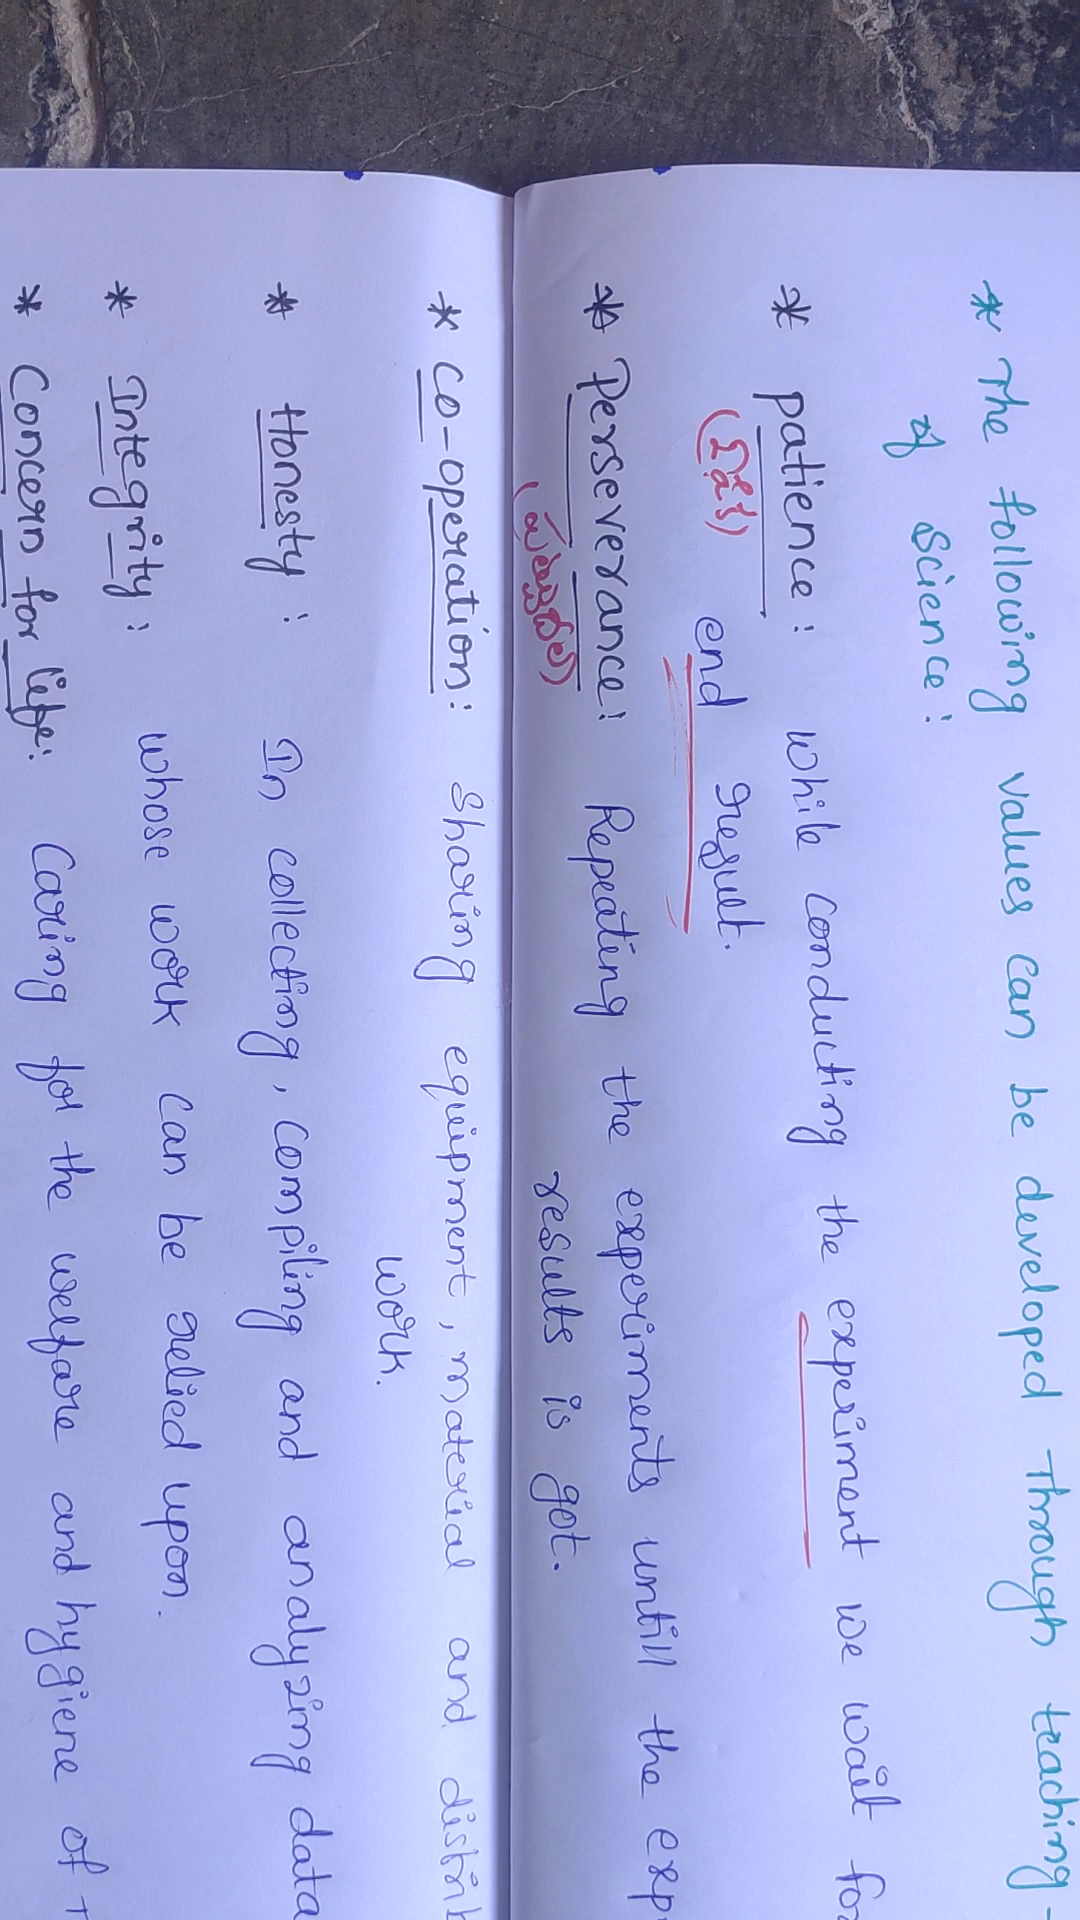 * The following values can be developed Through teaching-
of Science:
* patience: while conducting the experiment we wait for
end result.
* Perseverance: Repeating the experiments untill the exp
results is got.
* co-operation: sharing equipment, material and distrib
work.
* Honesty: In collecting, compiling and analyzing data
* Integrity: whose work can be relied upon.
* Concern for life: Caring for the welfare and hygiene of t